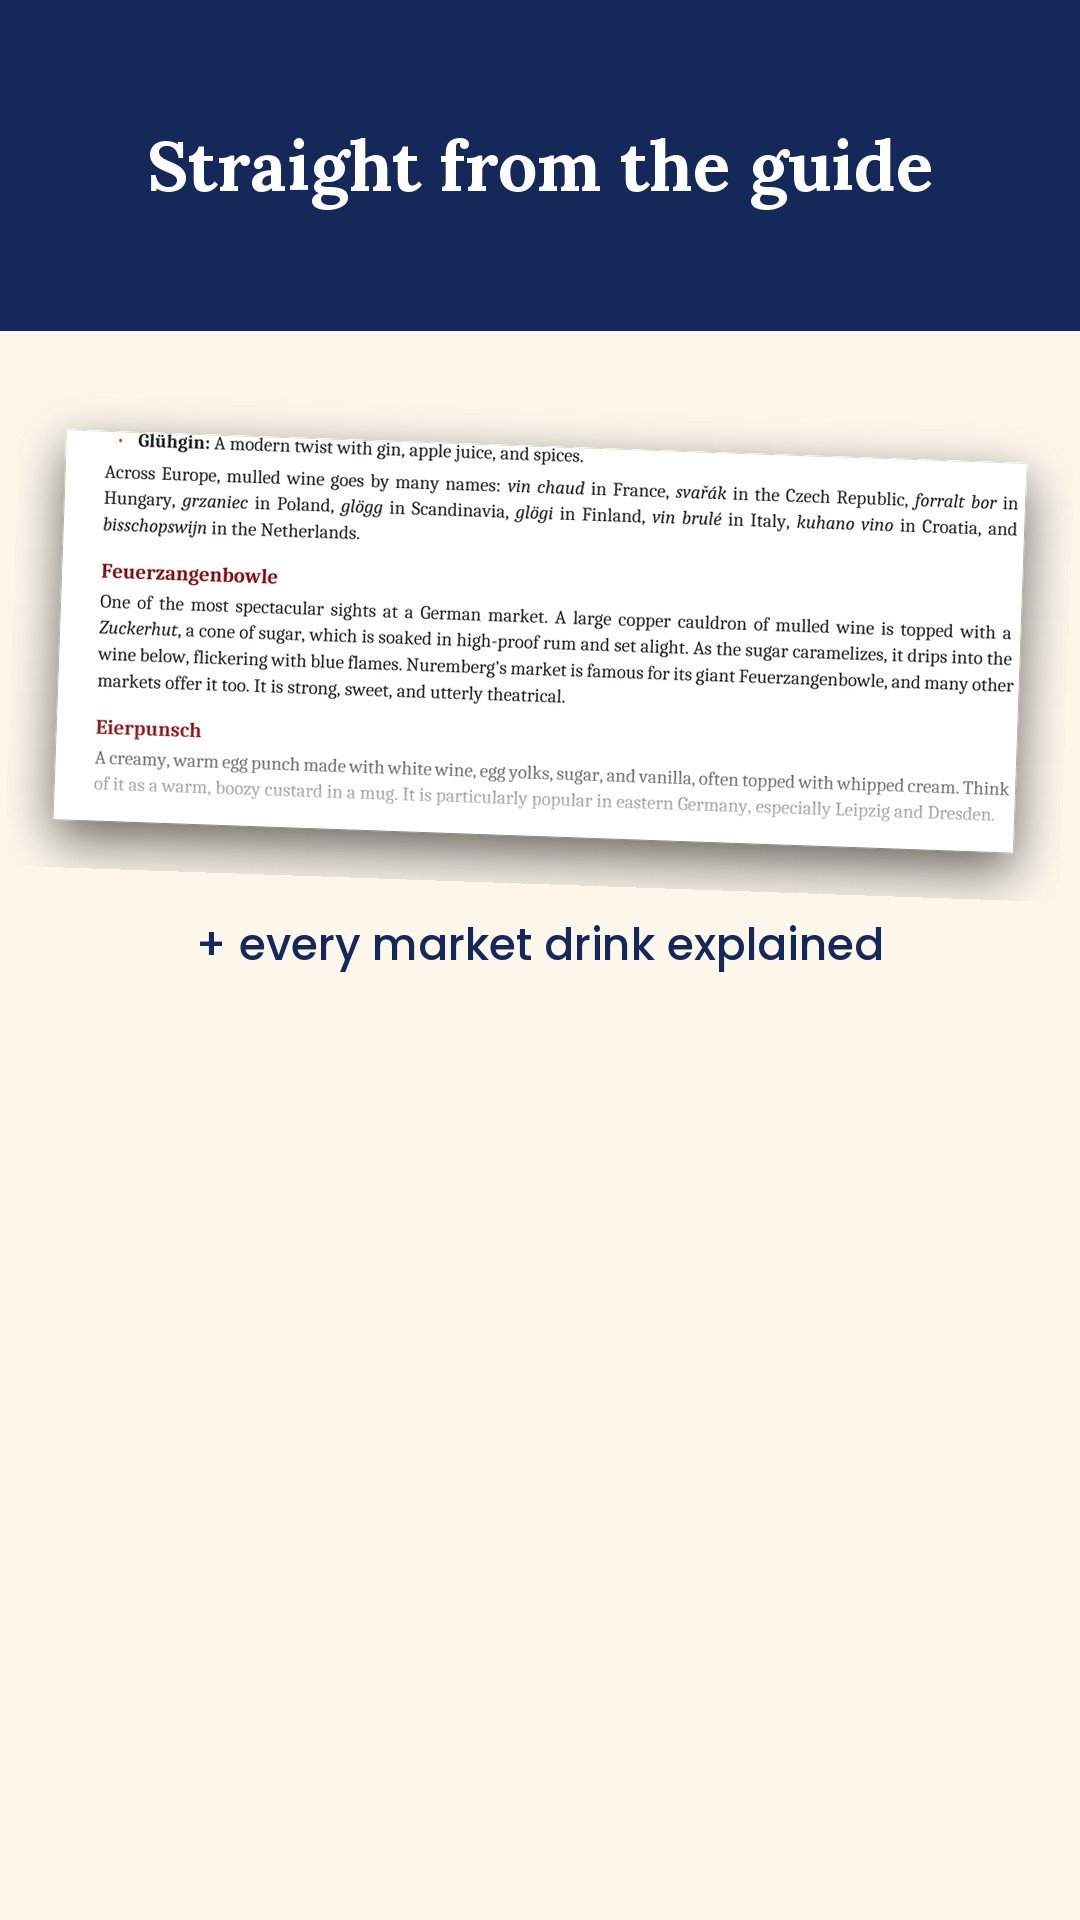 Straight from the guide
• Glühgin: A modern twist with gin, apple juice, and spices.
Across Europe, mulled wine goes by many names: vin chaud in France, svařák in the Czech Republic, forralt bor in
Hungary, grzaniec in Poland, glögg in Scandinavia, glögi in Finland, vin brulé in Italy, kuhano vino in Croatia, and
bisschopswijn in the Netherlands.
Feuerzangenbowle
One of the most spectacular sights at a German market. A large copper cauldron of mulled wine is topped with a
Zuckerhut, a cone of sugar, which is soaked in high-proof rum and set alight. As the sugar caramelizes, it drips into the
wine below, flickering with blue flames. Nuremberg's market is famous for its giant Feuerzangenbowle, and many other
markets offer it too. It is strong, sweet, and utterly theatrical.
Eierpunsch
A creamy, warm egg punch made with white wine, egg yolks, sugar, and vanilla, often topped with whipped cream. Think
of it as a warm, boozy custard in a mug. It is particularly popular in eastern Germany, especially Leipzig and Dresden.
+ every market drink explained